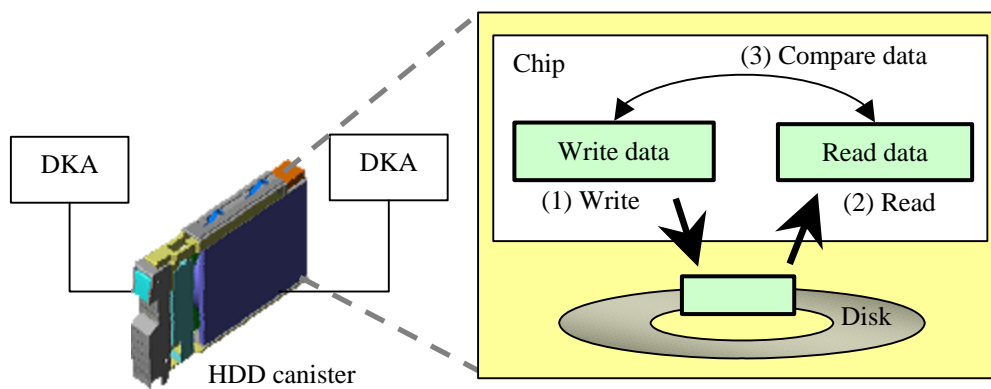 DKA
DKA
HDD canister
Chip
(3) Compare data
Write data
Read data
(1) Write
(2) Read
Disk